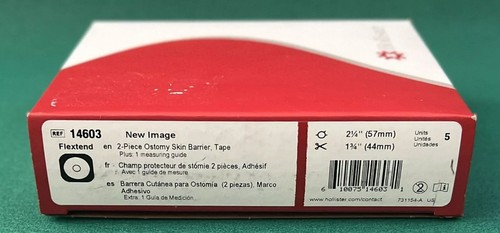 REF 14603 New Image
Flextend en 2-Piece Ostomy Skin Barrier, Tape
Plus: 1 measuring guide
fr Champ protecteur de stomie 2 pièces, Adhésif
Avec 1 guide de mesure
es Barrera Cutánea para Ostomía (2 piezas), Marco
Adhesivo
Extra: 1 Guía de Medición
2¼" (57mm)
1¾" (44mm)
Units
Unités
Unidades
5
6 10075 14603 1
www.hollister.com/contact
731154-A US